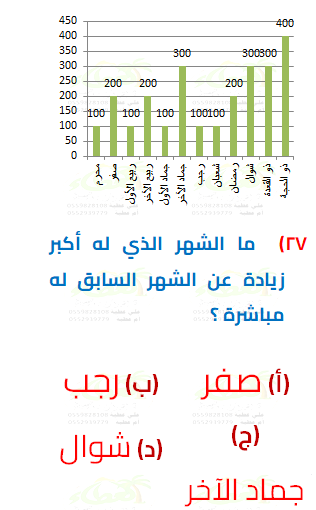 450
400
350
300
250
200
150
100
50
0
100 200 100 200 100 300 100 100 200 300 300 400
محرم
صفر
ربيع الأول
ربيع الآخر
جماد الأول
جماد الآخر
رجب
شعبان
رمضان
شوال
ذو القعدة
ذو الحجة
٢٧) ما الشهر الذي له أكبر
زيادة عن الشهر السابق له
مباشرة ؟
(أ) صفر (ب) رجب
(ج) (د) شوال
جماد الآخر